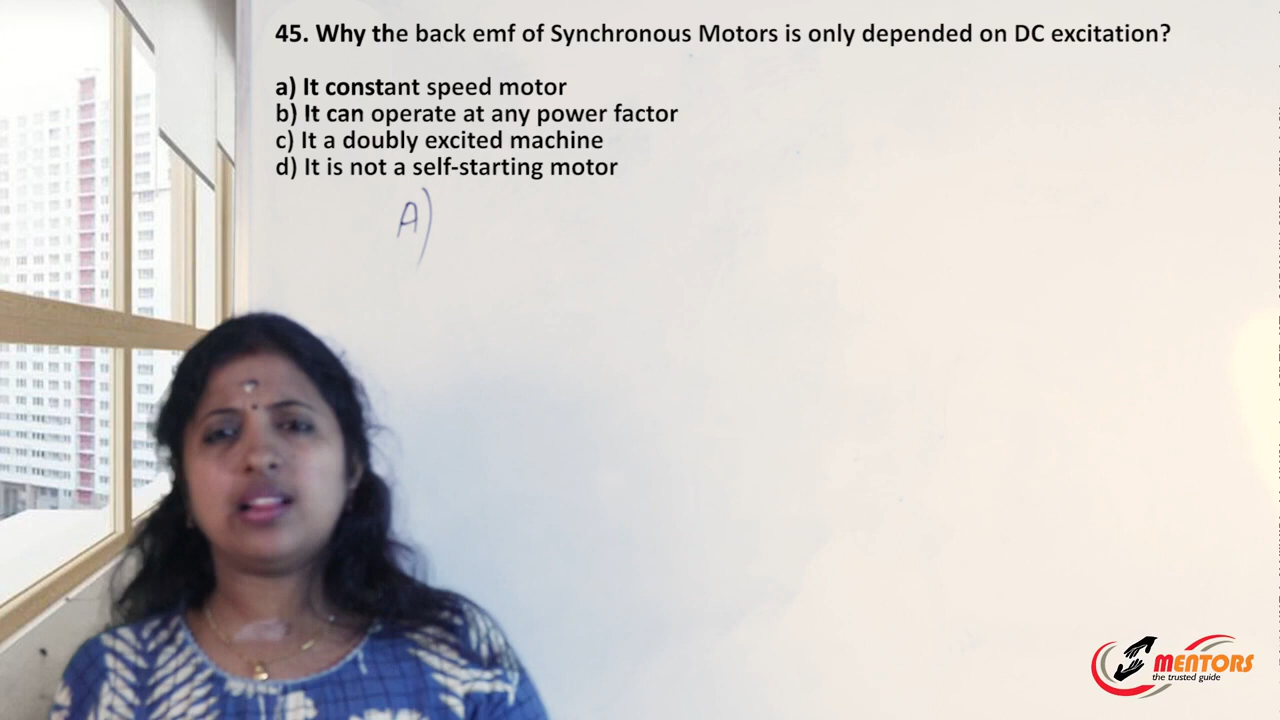 45. Why the back emf of Synchronous Motors is only depended on DC excitation?
a) It constant speed motor
b) It can operate at any power factor
c) It a doubly excited machine
d) It is not a self-starting motor
A)
MENTORS
the trusted guide